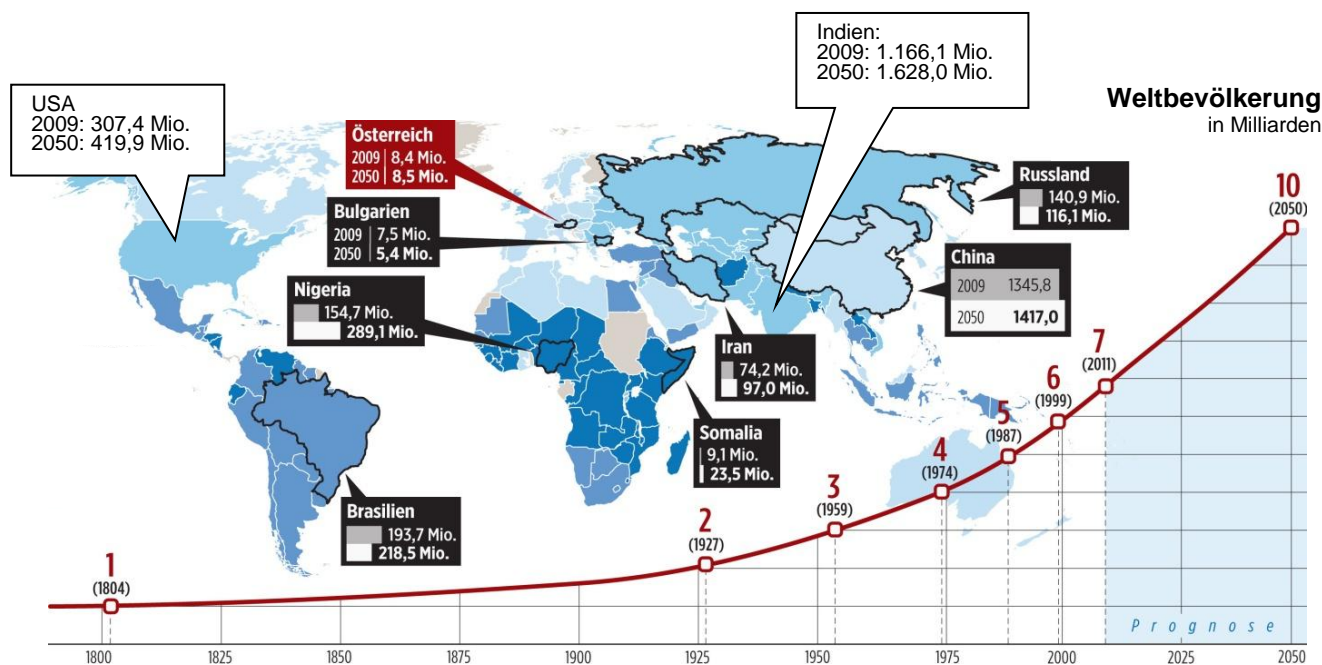 Indien:
2009: 1.166,1 Mio.
2050: 1.628,0 Mio.
USA
2009: 307,4 Mio.
2050: 419,9 Mio.
Weltbevölkerung
in Milliarden
Österreich
2009 8,4 Mio.
2050 8,5 Mio.
Bulgarien
2009 7,5 Mio.
2050 5,4 Mio.
Russland
140,9 Mio.
116,1 Mio.
China
2009 1345,8
2050 1417,0
Nigeria
154,7 Mio.
289,1 Mio.
Iran
74,2 Mio.
97,0 Mio.
Somalia
9,1 Mio.
23,5 Mio.
Brasilien
193,7 Mio.
218,5 Mio.
1
(1804)
2
(1927)
3
(1959)
4
(1974)
5
(1987)
6
(1999)
7
(2011)
10
(2050)
Prognose
1800 1825 1850 1875 1900 1925 1950 1975 2000 2025 2050